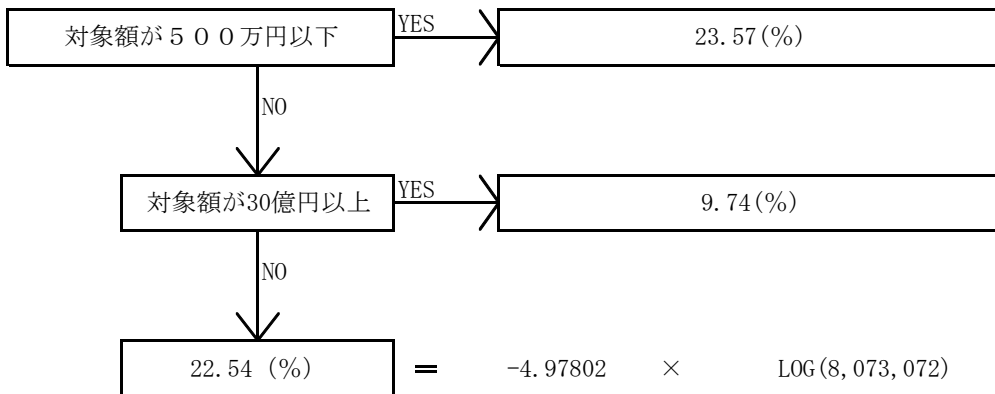 対象額が５００万円以下 YES 23.57(%)
NO
対象額が30億円以上 YES 9.74(%)
NO
22.54 (%) = -4.97802 × LOG(8,073,072)